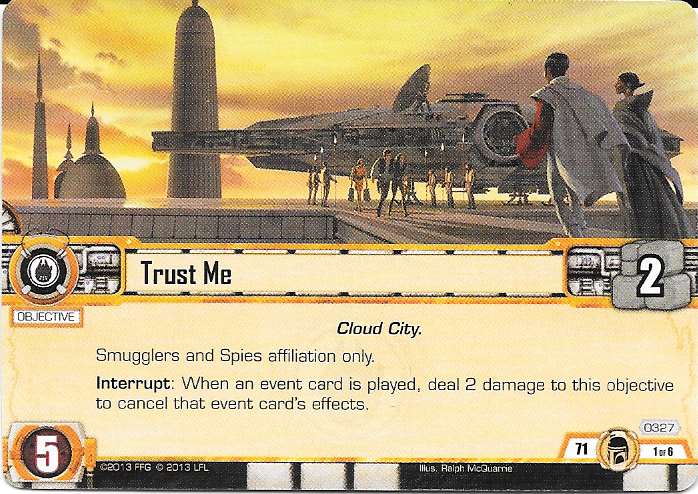 Trust Me
2
OBJECTIVE
Cloud City.
Smugglers and Spies affiliation only.
Interrupt: When an event card is played, deal 2 damage to this objective
to cancel that event card's effects.
5
©2013 FFG © 2013 LFL
Illus. Ralph McQuarrie
71
0327
1 OF 6